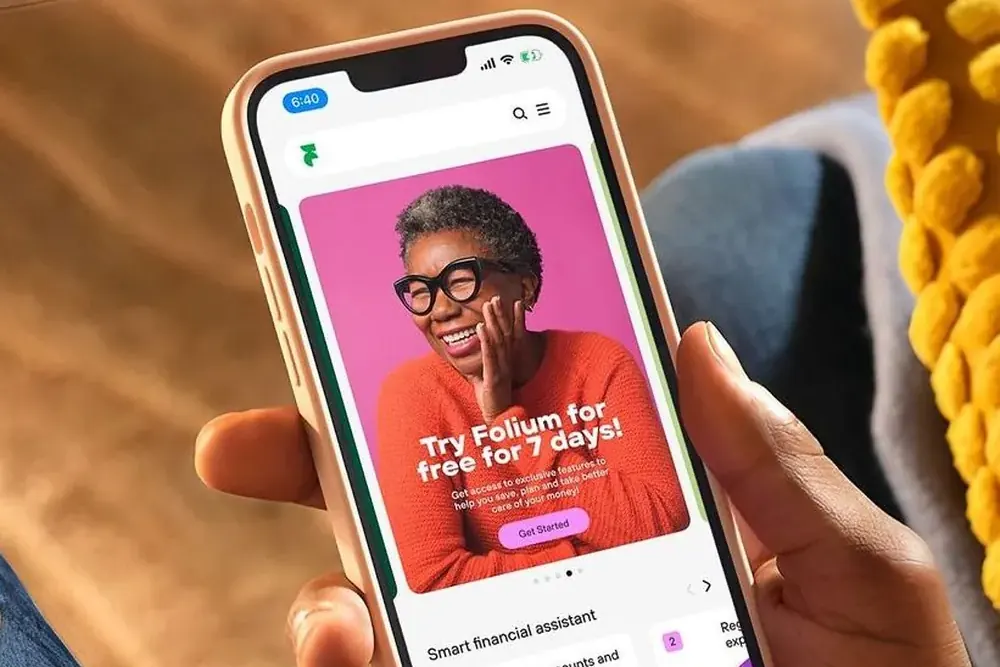 6:40
Try Folium for
free for 7 days!
Get access to exclusive features to
help you save, plan and take better
care of your money!
Get Started
Smart financial assistant
2